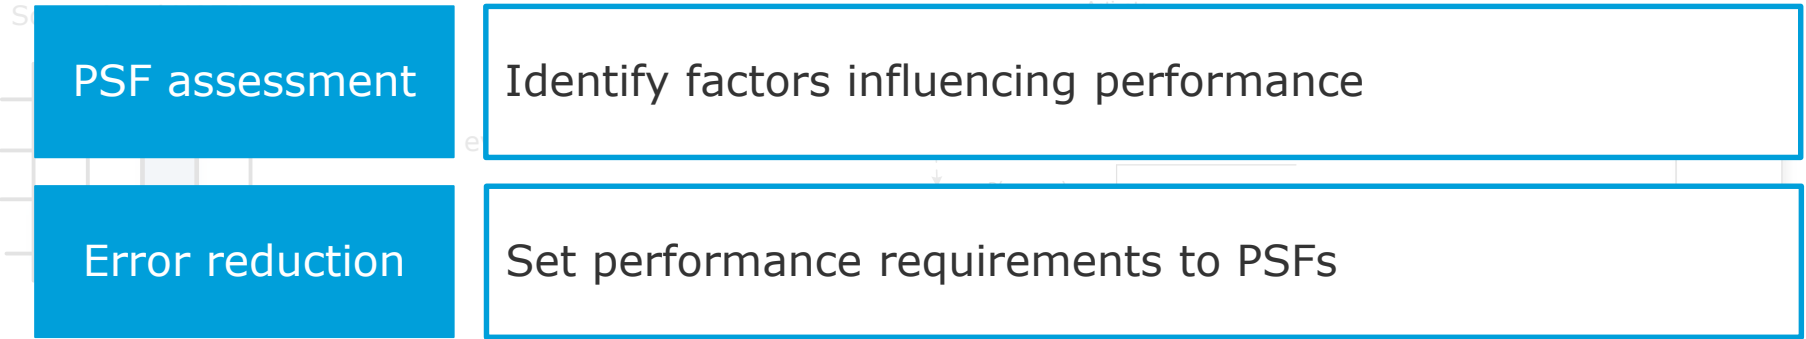 PSF assessment
Identify factors influencing performance
Error reduction
Set performance requirements to PSFs